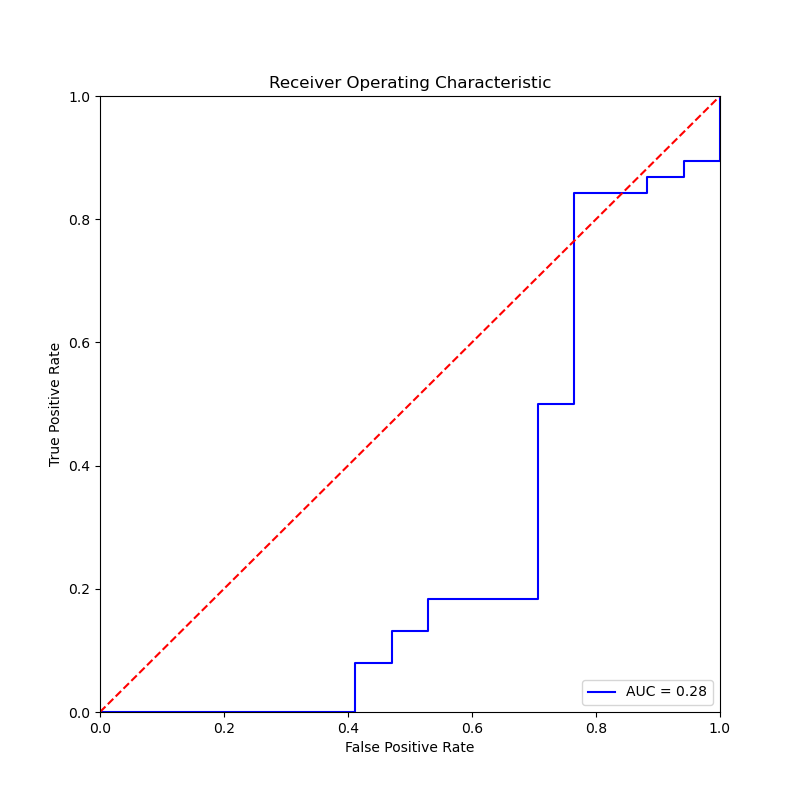 Receiver Operating Characteristic
1.0
0.8
0.6
0.4
0.2
0.0
True Positive Rate
AUC = 0.28
0.0 0.2 0.4 0.6 0.8 1.0
False Positive Rate